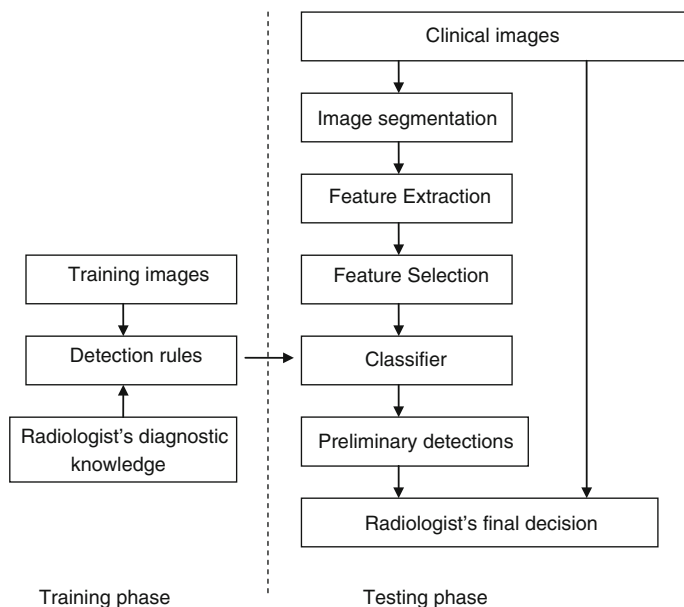 Clinical images
Image segmentation
Feature Extraction
Feature Selection
Training images
Detection rules
Classifier
Radiologist's diagnostic
knowledge
Preliminary detections
Radiologist's final decision
Training phase
Testing phase